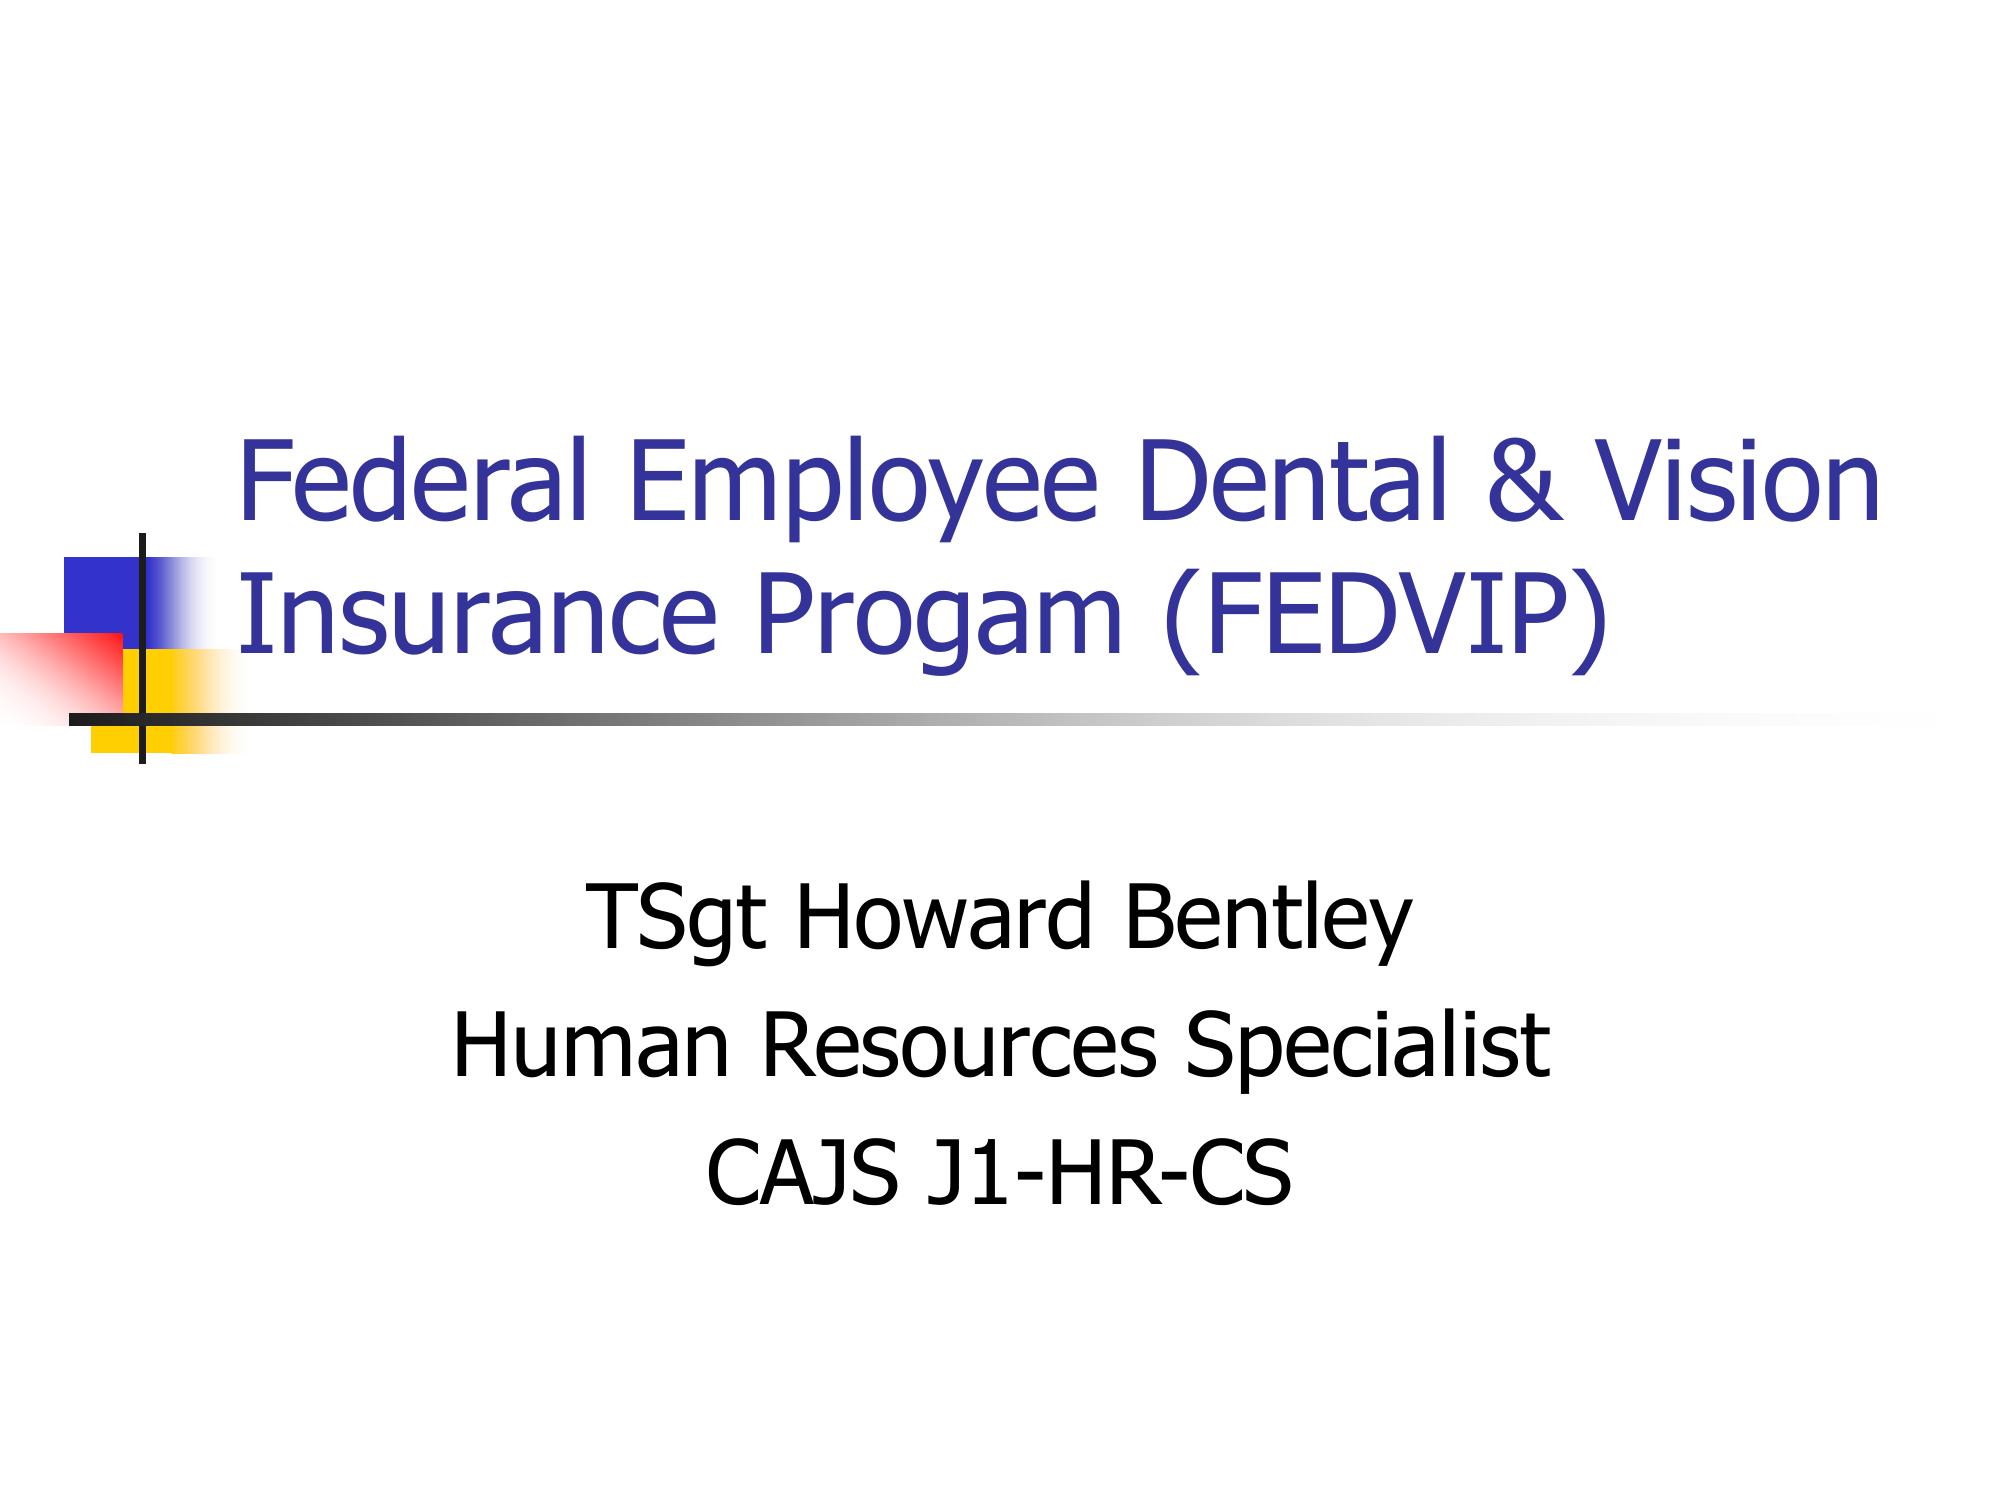 Federal Employee Dental & Vision
Insurance Progam (FEDVIP)
TSgt Howard Bentley
Human Resources Specialist
CAJS J1-HR-CS